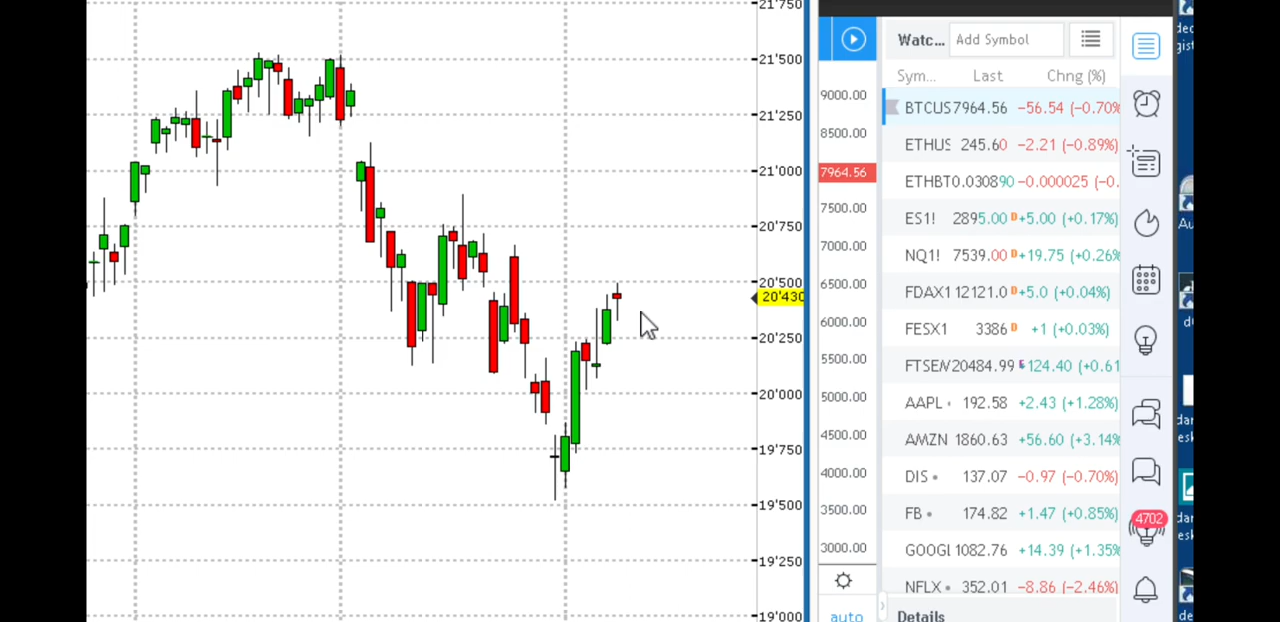 21'750
21'500
21'250
21'000
20'750
20'500
20'430
20'250
20'000
19'750
19'500
19'250
19'000
9000.00
8500.00
7964.56
7500.00
7000.00
6500.00
6000.00
5500.00
5000.00
4500.00
4000.00
3500.00
3000.00
auto
Watc... Add Symbol
Sym... Last Chng (%)
BTCUS 7964.56 −56.54 (−0.70%
ETHUS 245.60 −2.21 (−0.89%)
ETHBT 0.030890 −0.000025 (−0.
ES1! 2895.00 D +5.00 (+0.17%)
NQ1! 7539.00 D +19.75 (+0.26%
FDAX1 12121.0 D +5.0 (+0.04%)
FESX1 3386 D +1 (+0.03%)
FTSEM 20484.99 E 124.40 (+0.61
AAPL 192.58 +2.43 (+1.28%)
AMZN 1860.63 +56.60 (+3.14%
DIS 137.07 −0.97 (−0.70%)
FB 174.82 +1.47 (+0.85%)
GOOGL 1082.76 +14.39 (+1.35%
NFLX 352.01 −8.86 (−2.46%)
Details
4702